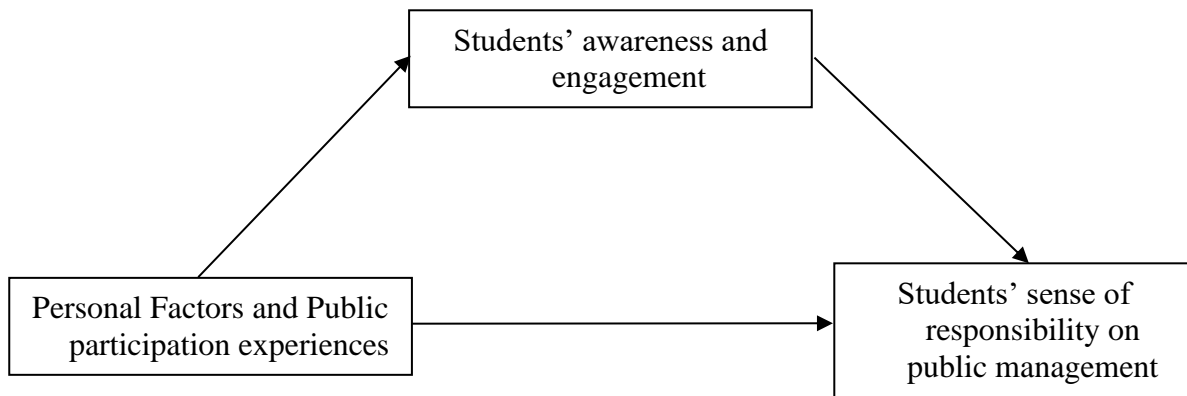 Students’ awareness and
engagement
Personal Factors and Public
participation experiences
Students’ sense of
responsibility on
public management